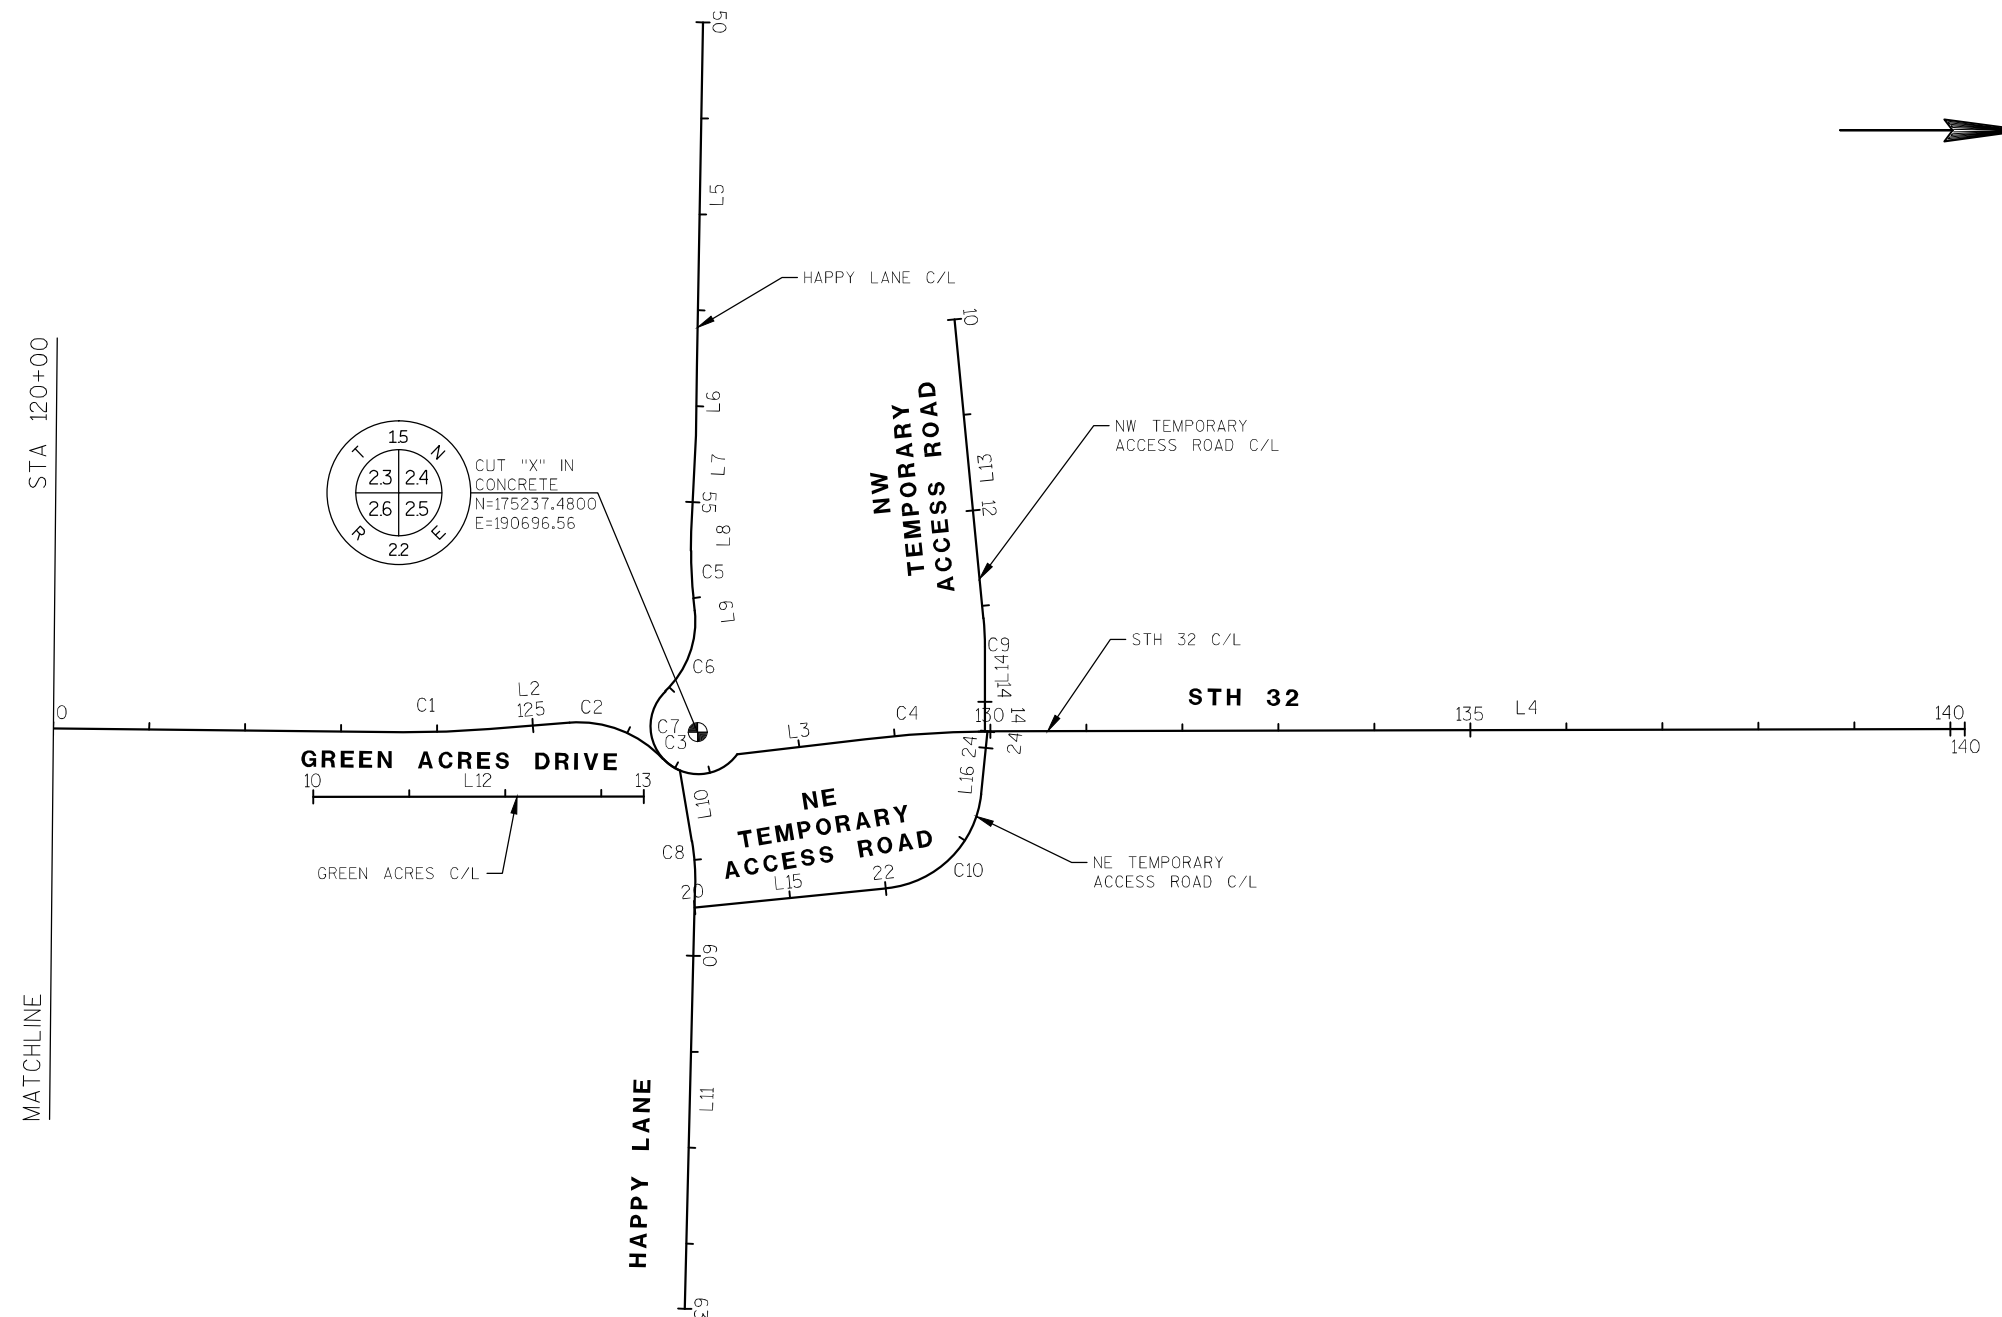 50
L5
HAPPY LANE C/L
10
STA 120+00
L6
NW
TEMPORARY
ACCESS ROAD
NW TEMPORARY
ACCESS ROAD C/L
1.5
T N
2.3 2.4
2.6 2.5
R E
2.2
CUT "X" IN
CONCRETE
N=175237.4800
E=190696.56
L7
L13
55
12
L8
C5
L9
C9
STH 32 C/L
C6
L14
14
L2
STH 32
0
C1
125
C2
C7
C3
L3
C4
130
14
135
L4
140
24
24
140
GREEN ACRES DRIVE
10
L12
13
L10
L16
NE
TEMPORARY
ACCESS ROAD
C8
GREEN ACRES C/L
20
L15
22
C10
NE TEMPORARY
ACCESS ROAD C/L
60
MATCHLINE
L11
HAPPY LANE
63